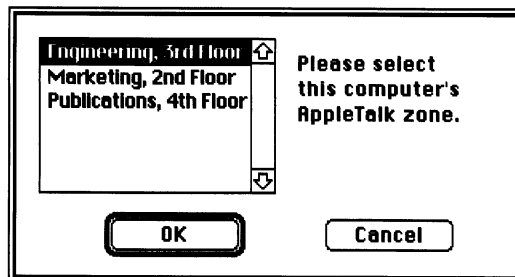 Engineering, 3rd Floor
Marketing, 2nd Floor
Publications, 4th Floor
Please select
this computer's
AppleTalk zone.
OK
Cancel